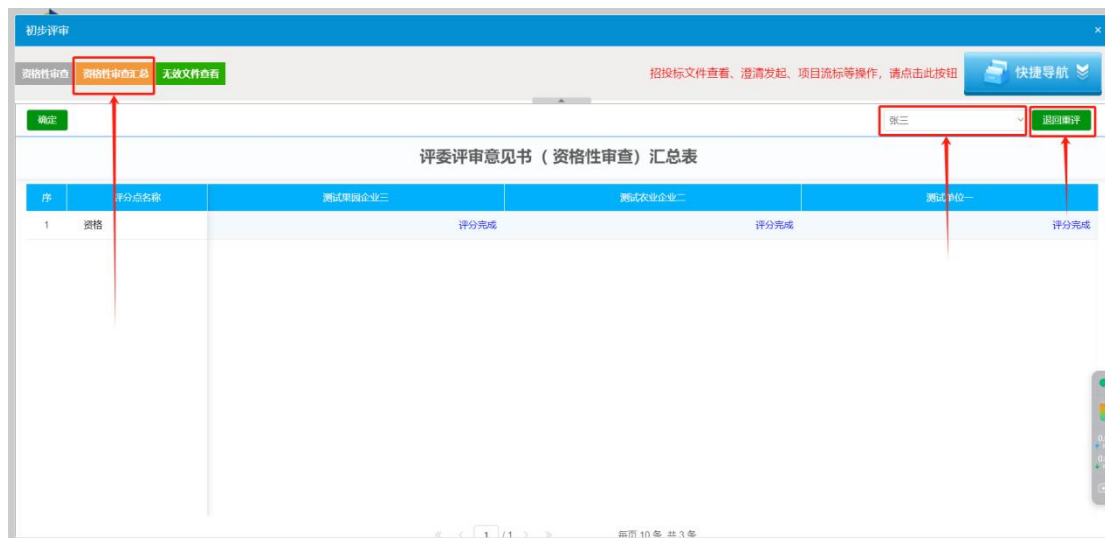 初步评审 ×
资格性审查 资格性审查汇总 无效文件查看 招投标文件查看、澄清发起、项目流标等操作，请点击此按钮 快捷导航
确定 张三 退回重评
评委评审意见书（资格性审查）汇总表
序 评分点名称 测试果园企业三 测试农业企业二 测试单位一
1 资格 评分完成 评分完成 评分完成
« < 1 / 1 > » 每页 10 条 共 3 条